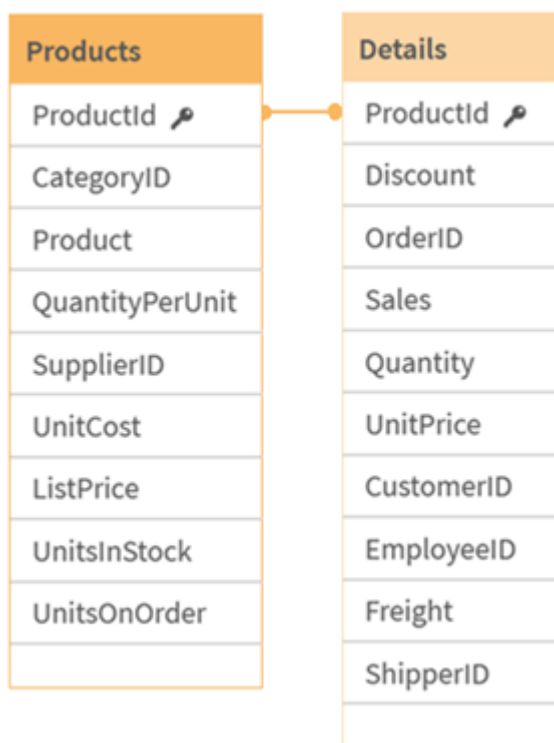 Products
ProductId
CategoryID
Product
QuantityPerUnit
SupplierID
UnitCost
ListPrice
UnitsInStock
UnitsOnOrder
Details
ProductId
Discount
OrderID
Sales
Quantity
UnitPrice
CustomerID
EmployeeID
Freight
ShipperID